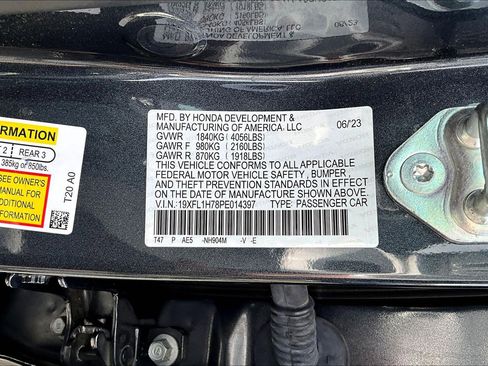 MFD. BY HONDA DEVELOPMENT & 06/23
MANUFACTURING OF AMERICA, LLC
GVWR 1840KG (4056LBS)
GAWR F 980KG (2160LBS)
GAWR R 870KG (1918LBS)
THIS VEHICLE CONFORMS TO ALL APPLICABLE
FEDERAL MOTOR VEHICLE SAFETY , BUMPER ,
AND THEFT PREVENTION STANDARDS IN EFFECT
ON THE DATE OF MANUFACTURE SHOWN ABOVE.
V.I.N.: 19XFL1H78PE014397 TYPE: PASSENGER CAR
T47 P AE5 -NH904M -V -E
FORMATION
2 REAR 3
385kg or 850lbs.
SEE OWNER'S
MANUAL FOR
T20 A0